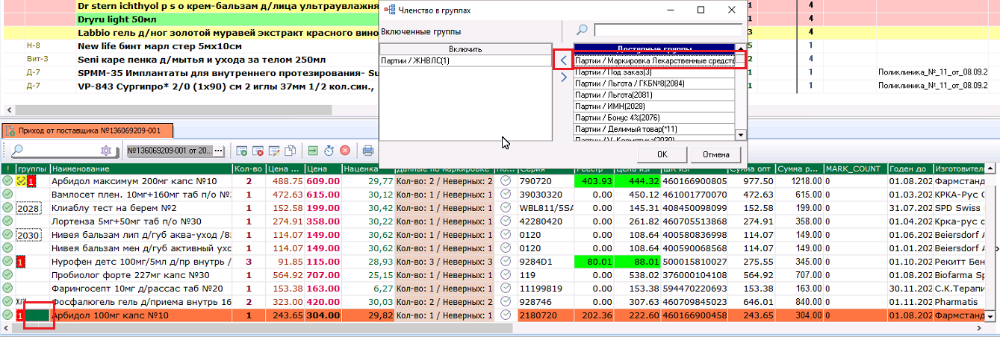 Dr stern ichthyol p s о крем-бальзам д/лица ультраувлажня
1
4
Dryru light 50мл
1
4
Labbio гель д/ног золотой муравей экстракт красного вино
3
4
Н-8 New life бинт марл стер 5мх10см
5
1
Вит-3 Seni каре пенка д/мытья и ухода за телом 250мл
2
4
Д-7 SPMM-35 Имплантаты для внутреннего протезирования- Su
1
1
Поликлиника_№_11_от_08.09.2
Д-7 VP-843 Сургипро* 2/0 (1х90) см 2 иглы 37мм 1/2 кол.син.,
1
1
Поликлиника_№_11_от_08.09.2
Членство в группах
Включенные группы
Включить
Партии / ЖНВЛС(1)
Доступные группы
Партии / Маркировка Лекарственные средств
Партии / Под заказ(3)
Партии / Льгота / ГКБ№8(2084)
Партии / Льгота(2081)
Партии / ИМН(2028)
Партии / Бонус 4%(2076)
Партии / Делимый товар(*11)
OK
Отмена
Приход от поставщика №136069209-001
№136069209-001 от 20...
! группы Наименование Кол-во Цена ... Цена Наценка Данные по маркировке По... Серия Реестр Цена изг ШК изг Сумма опт Сумма р... MARK_COUNT Годен до Изготовител
1 Арбидол максимум 200мг капс №10 2 488.75 609.00 29,77 Кол-во: 2 / Неверных: 2 790720 403.93 444.32 460166900805 977.50 1218.00 0 01.08.202 Фармстанд
Вамлосет плен. 10мг+160мг таб п/о №2 1 472.63 615.00 30,12 Кол-во: 1 / Неверных: 1 39030320 0.00 450.12 461001770070 472.63 615.00 0 01.03.202 КРКА-Рус С
2028 Клиаблу тест на берем №2 1 152.58 199.00 30,42 Кол-во: 1 / Неверных: 1 WBL811/5SA 0.00 145.31 408450098099 152.58 199.00 0 31.07.202 SPD Swiss
Лортенза 5мг+50мг таб п/о №30 1 274.91 358.00 30,22 Кол-во: 1 / Неверных: 1 42280420 0.00 261.82 460705513868 274.91 358.00 0 01.04.202 Крка-рус о
2030 Нивея бальзам лип д/губ аква-уход /85 1 114.07 149.00 30,62 Кол-во: 1 / Неверных: 1 0120 0.00 108.64 400580836998 114.07 149.00 0 01.06.202 Beiersdorf A
Нивея бальзам мен д/губ активный ухо 1 114.07 149.00 30,62 Кол-во: 1 / Неверных: 1 0120 0.00 108.64 400590068568 114.07 149.00 0 01.01.202 Beiersdorf A
1 Нурофен детс 100мг/5мл д/пр внутрь / 3 91.85 115.00 28,93 Кол-во: 3 / Неверных: 3 9284D1 80.01 88.01 500015810027 275.55 345.00 0 01.10.202 Рекитт Бен
Пробиолог форте 227мг капс №30 1 564.92 707.00 25,15 Кол-во: 1 / Неверных: 1 119 0.00 538.02 376000104108 564.92 707.00 0 01.05.202 Biofarma Sp
Фарингосепт 10мг д/рассас таб №20 1 153.38 163.00 6,27 Кол-во: 1 / Неверных: 1 11199819 0.00 153.38 594470220693 153.38 163.00 0 30.11.202 С.К.Терапи
Фосфалюгель гель д/приема внутрь 16 2 323.00 420.00 30,03 Кол-во: 2 / Неверных: 2 928746 0.00 307.63 460709845023 646.01 840.00 0 01.11.202 Pharmatis
1 Арбидол 100мг капс №10 1 243.65 304.00 29,82 Кол-во: 1 / Неверных: 1 2180720 202.36 222.60 460166900458 243.65 304.00 0 01.08.202 Фармстанд